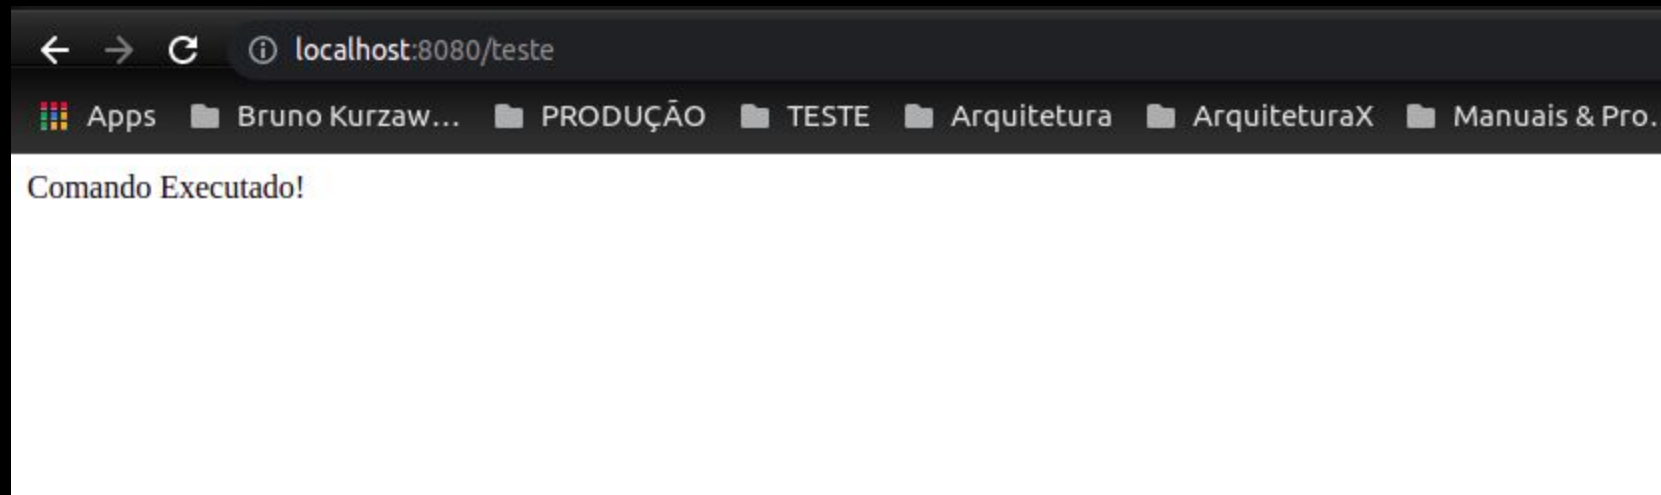 localhost:8080/teste
Apps Bruno Kurzaw... PRODUÇÃO TESTE Arquitetura ArquiteturaX Manuais & Pro.
Comando Executado!